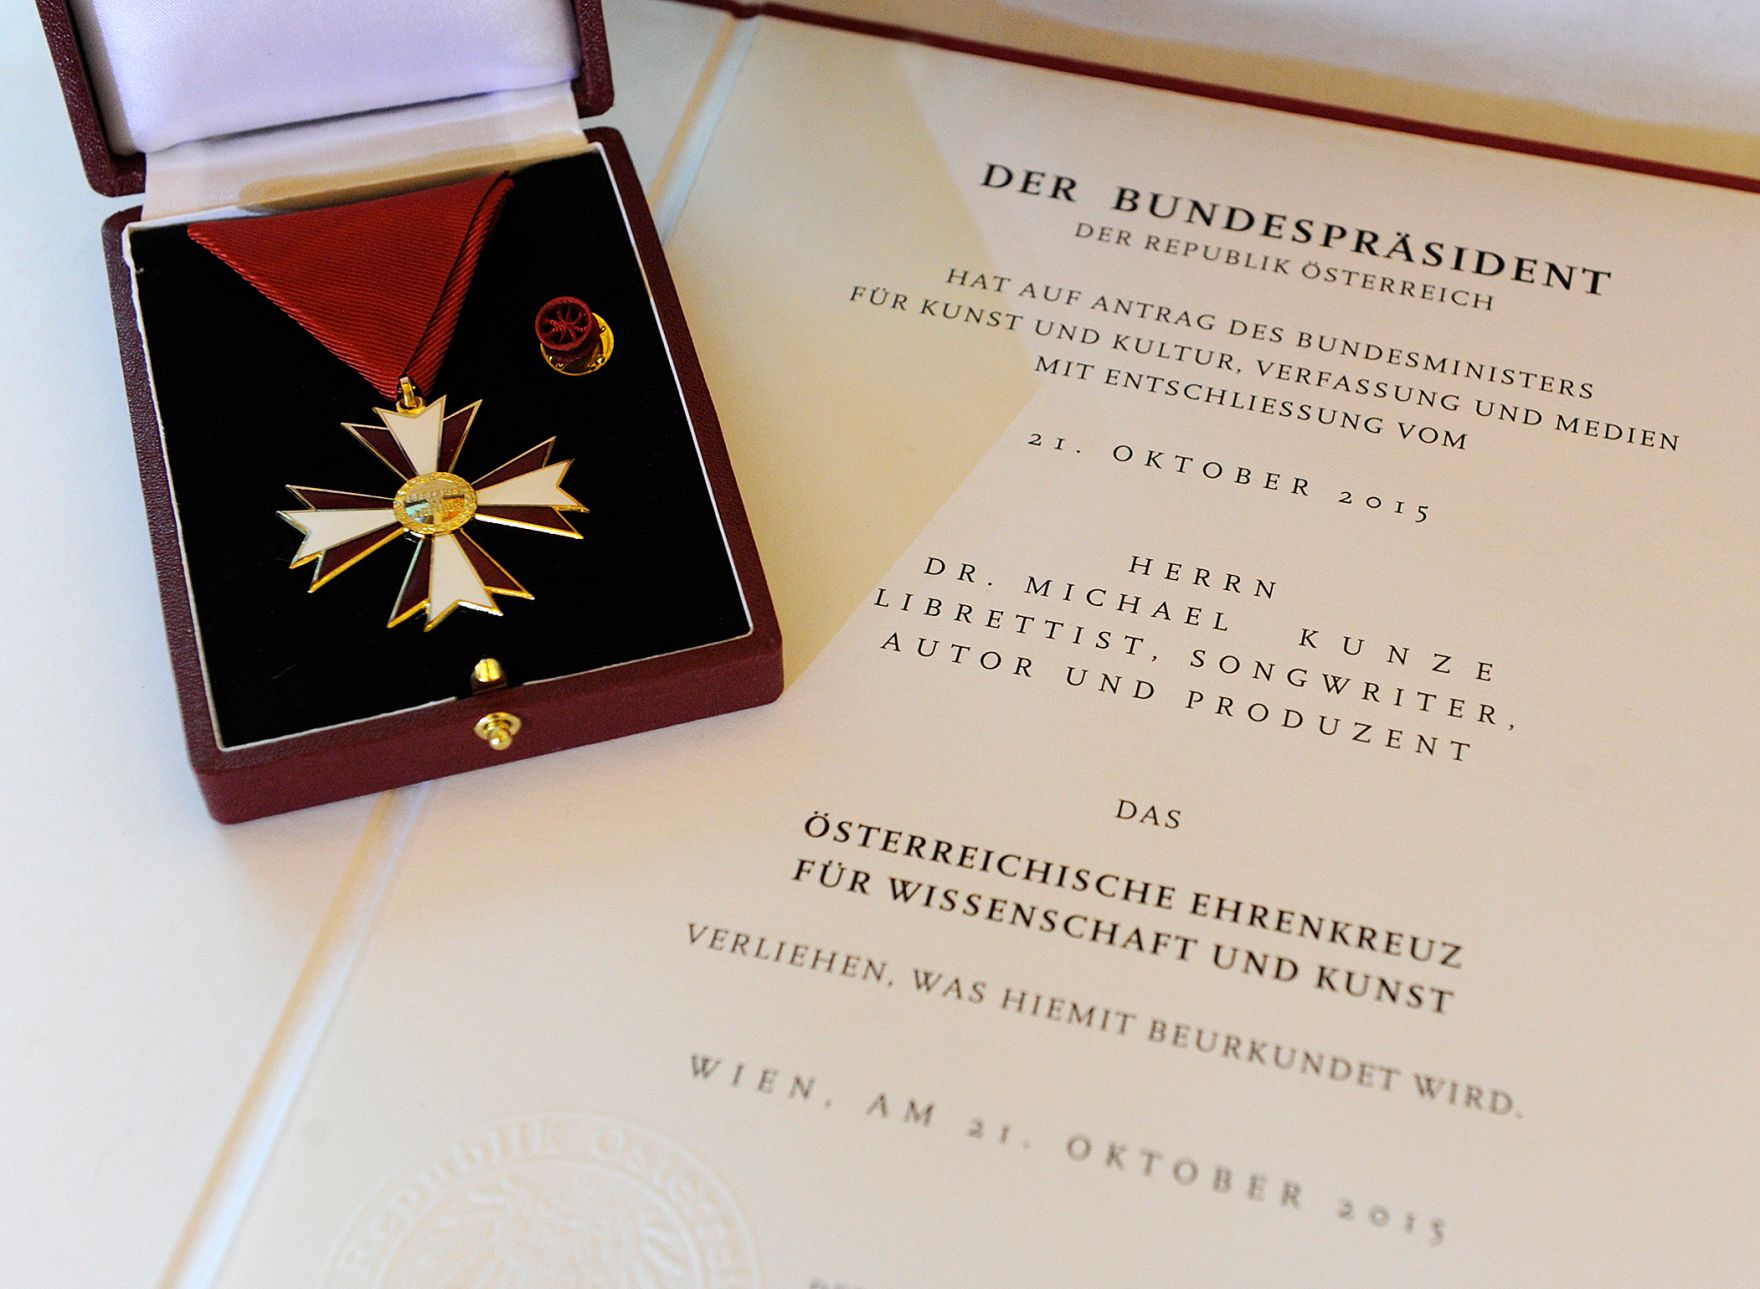 DER BUNDESPRÄSIDENT
DER REPUBLIK ÖSTERREICH
HAT AUF ANTRAG DES BUNDESMINISTERS
FÜR KUNST UND KULTUR, VERFASSUNG UND MEDIEN
MIT ENTSCHLIESSUNG VOM
21. OKTOBER 2015
HERRN
DR. MICHAEL KUNZE
LIBRETTIST, SONGWRITER,
AUTOR UND PRODUZENT
DAS
ÖSTERREICHISCHE EHRENKREUZ
FÜR WISSENSCHAFT UND KUNST
VERLIEHEN, WAS HIEMIT BEURKUNDET WIRD.
WIEN, AM 21. OKTOBER 2015
Republik